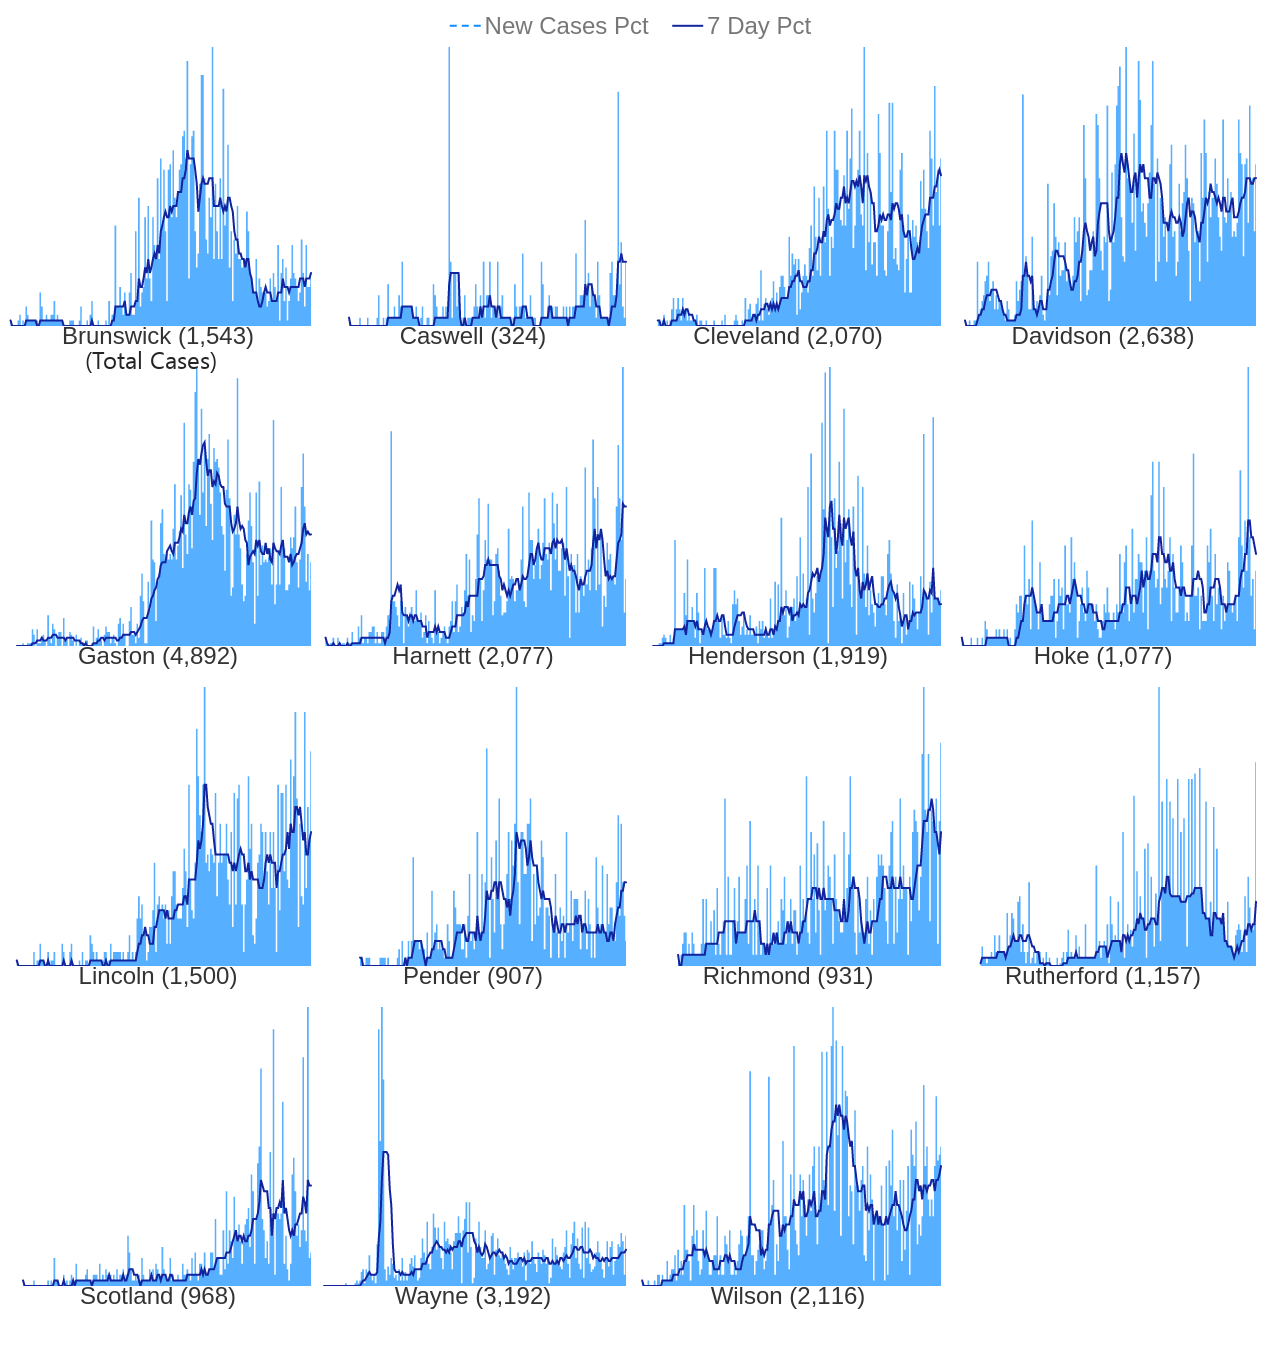 New Cases Pct 7 Day Pct
Brunswick (1,543) Caswell (324) Cleveland (2,070) Davidson (2,638)
(Total Cases)
Gaston (4,892) Harnett (2,077) Henderson (1,919) Hoke (1,077)
Lincoln (1,500) Pender (907) Richmond (931) Rutherford (1,157)
Scotland (968) Wayne (3,192) Wilson (2,116)